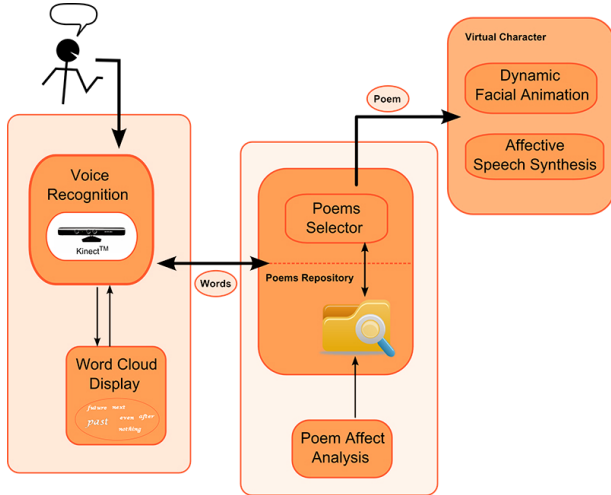 Virtual Character
Dynamic
Facial Animation
Affective
Speech Synthesis
Poem
Voice
Recognition
Kinect™
Words
Poems
Selector
Poems Repository
Word Cloud
Display
future next
past even after
nothing
Poem Affect
Analysis